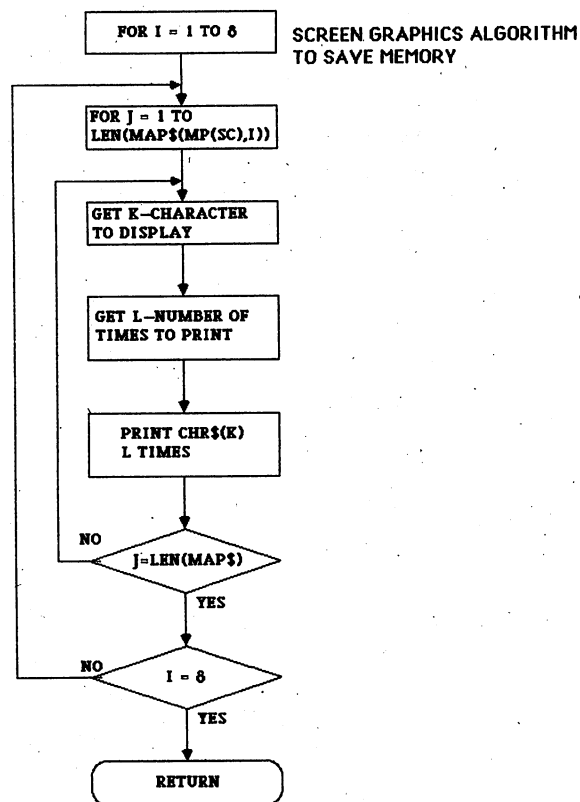 FOR I = 1 TO 8
SCREEN GRAPHICS ALGORITHM
TO SAVE MEMORY
FOR J = 1 TO
LEN(MAP$(MP(SC),I))
GET K-CHARACTER
TO DISPLAY
GET L-NUMBER OF
TIMES TO PRINT
PRINT CHR$(K)
L TIMES
NO
J=LEN(MAP$)
YES
NO
I = 8
YES
RETURN